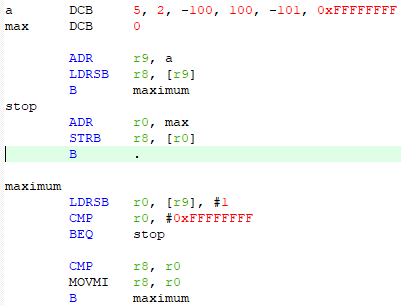 a DCB 5, 2, -100, 100, -101, 0xFFFFFFFF
max DCB 0
ADR r9, a
LDRSB r8, [r9]
B maximum
stop
ADR r0, max
STRB r8, [r0]
B .
maximum
LDRSB r0, [r9], #1
CMP r0, #0xFFFFFFFF
BEQ stop
CMP r8, r0
MOVMI r8, r0
B maximum